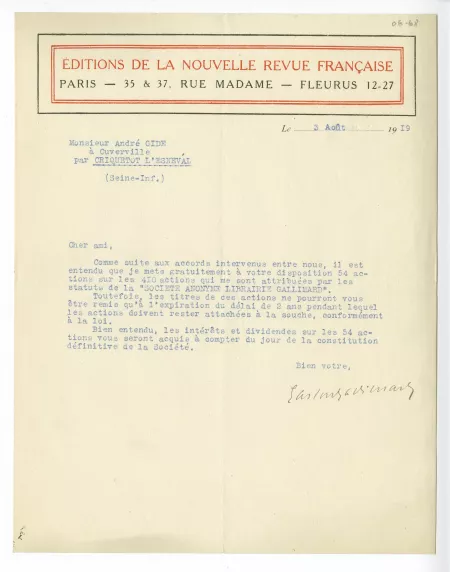 06-68
ÉDITIONS DE LA NOUVELLE REVUE FRANÇAISE
PARIS — 35 & 37, RUE MADAME — FLEURUS 12-27
Le 3 Août 1919
Monsieur André GIDE
à Cuverville
par CRIQUETOT L'ESNEVAL
(Seine-Inf.)
Cher ami,
Comme suite aux accords intervenus entre nous, il est
entendu que je mets gratuitement à votre disposition 54 ac-
tions sur les 410 actions qui me sont attribuées par les
statuts de la "SOCIETE ANONYME LIBRAIRIE GALLIMARD".
Toutefois, les titres de ces actions ne pourront vous
être remis qu'à l'expiration du délai de 2 ans pendant lequel
les actions doivent rester attachées à la souche, conformément
à la loi.
Bien entendu, les intérêts et dividendes sur les 54 ac-
tions vous seront acquis à compter du jour de la constitution
définitive de la Société.
Bien votre,
Gaston Gallimard